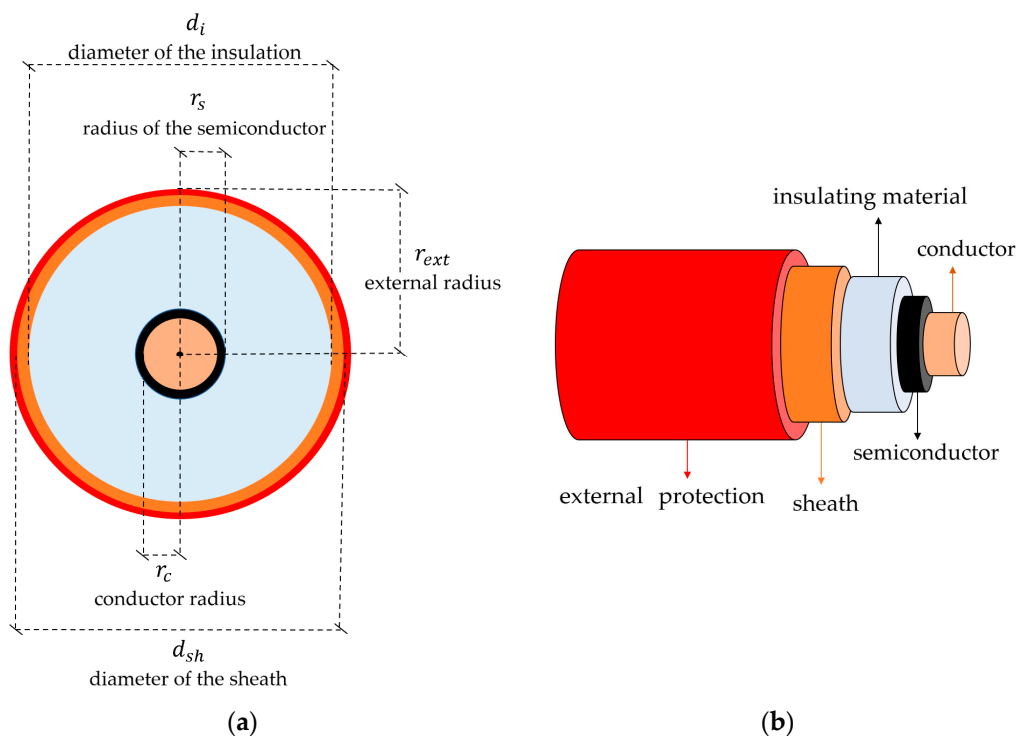 d_i
diameter of the insulation
r_s
radius of the semiconductor
r_ext
external radius
r_c
conductor radius
d_sh
diameter of the sheath
(a)
insulating material
conductor
semiconductor
external protection
sheath
(b)